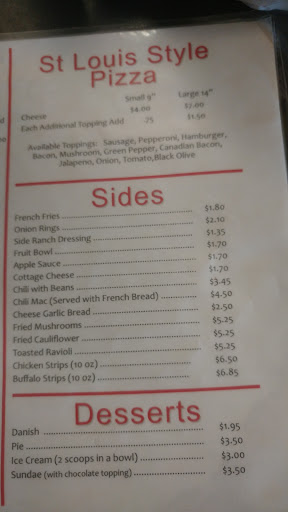 St Louis Style
Pizza
Small 9" Large 14"
Cheese $4.00 $7.00
Each Additional Topping Add .25 $1.50
Available Toppings: Sausage, Pepperoni, Hamburger,
Bacon, Mushroom, Green Pepper, Canadian Bacon,
Jalapeno, Onion, Tomato,Black Olive
Sides
French Fries $1.80
Onion Rings $2.10
Side Ranch Dressing $1.35
Fruit Bowl $1.70
Apple Sauce $1.70
Cottage Cheese $1.70
Chili with Beans $3.45
Chili Mac (Served with French Bread) $4.50
Cheese Garlic Bread $2.50
Fried Mushrooms $5.25
Fried Cauliflower $5.25
Toasted Ravioli $5.25
Chicken Strips (10 oz) $6.50
Buffalo Strips (10 oz) $6.85
Desserts
Danish $1.95
Pie $3.50
Ice Cream (2 scoops in a bowl) $3.00
Sundae (with chocolate topping) $3.50